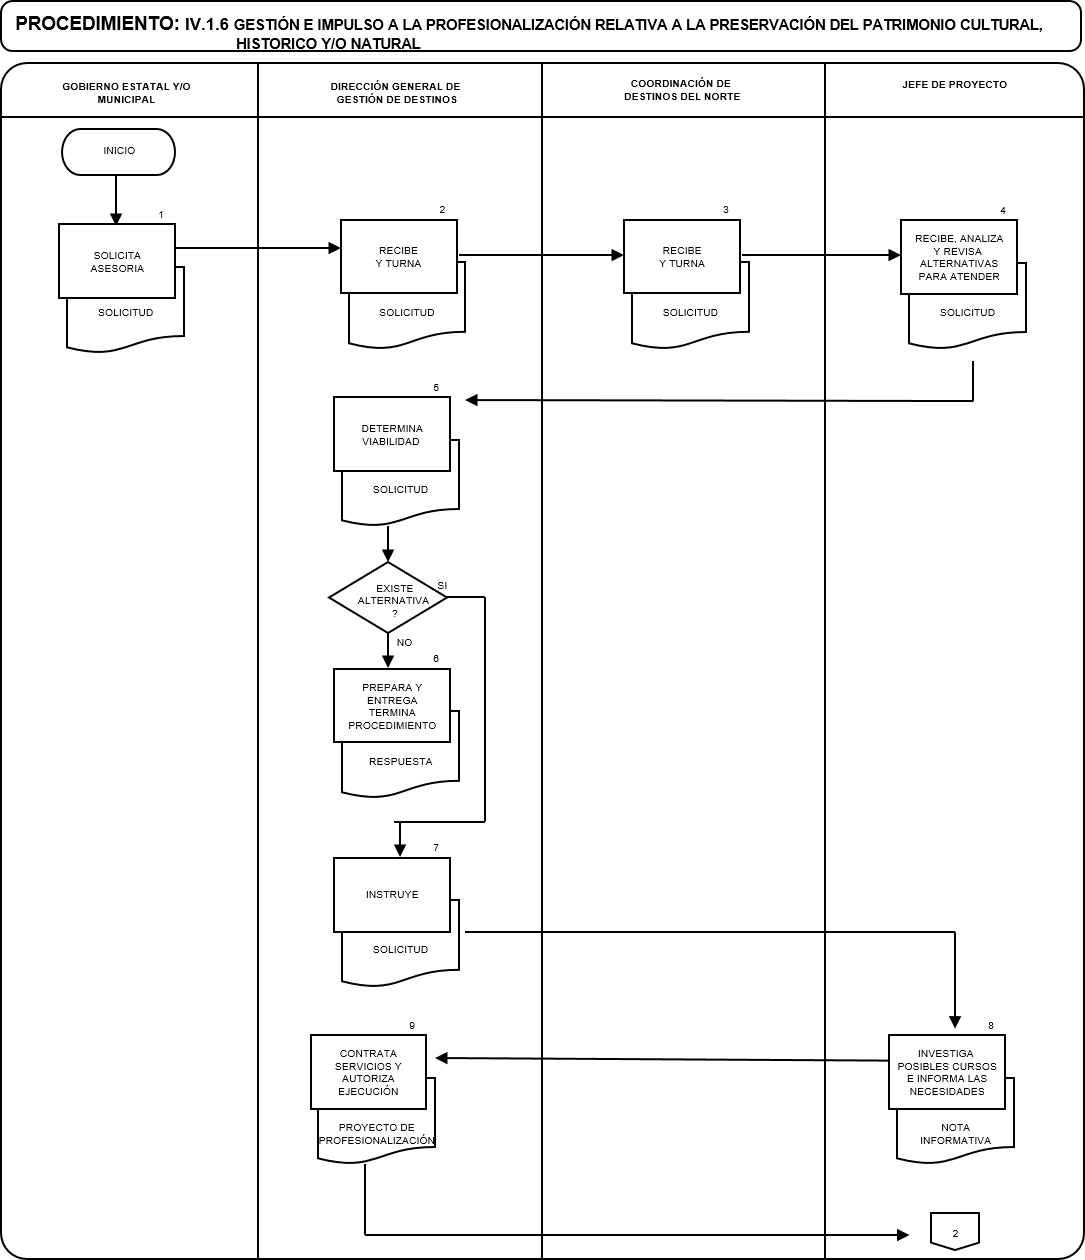 PROCEDIMIENTO: IV.1.6 GESTIÓN E IMPULSO A LA PROFESIONALIZACIÓN RELATIVA A LA PRESERVACIÓN DEL PATRIMONIO CULTURAL,
HISTORICO Y/O NATURAL
GOBIERNO ESTATAL Y/O
MUNICIPAL
DIRECCIÓN GENERAL DE
GESTIÓN DE DESTINOS
COORDINACIÓN DE
DESTINOS DEL NORTE
JEFE DE PROYECTO
INICIO
1
SOLICITA
ASESORIA
SOLICITUD
2
RECIBE
Y TURNA
SOLICITUD
3
RECIBE
Y TURNA
SOLICITUD
4
RECIBE, ANALIZA
Y REVISA
ALTERNATIVAS
PARA ATENDER
SOLICITUD
5
DETERMINA
VIABILIDAD
SOLICITUD
EXISTE
ALTERNATIVA
?
SI
NO
6
PREPARA Y
ENTREGA
TERMINA
PROCEDIMIENTO
RESPUESTA
7
INSTRUYE
SOLICITUD
8
INVESTIGA
POSIBLES CURSOS
E INFORMA LAS
NECESIDADES
NOTA
INFORMATIVA
9
CONTRATA
SERVICIOS Y
AUTORIZA
EJECUCIÓN
PROYECTO DE
PROFESIONALIZACIÓN
2